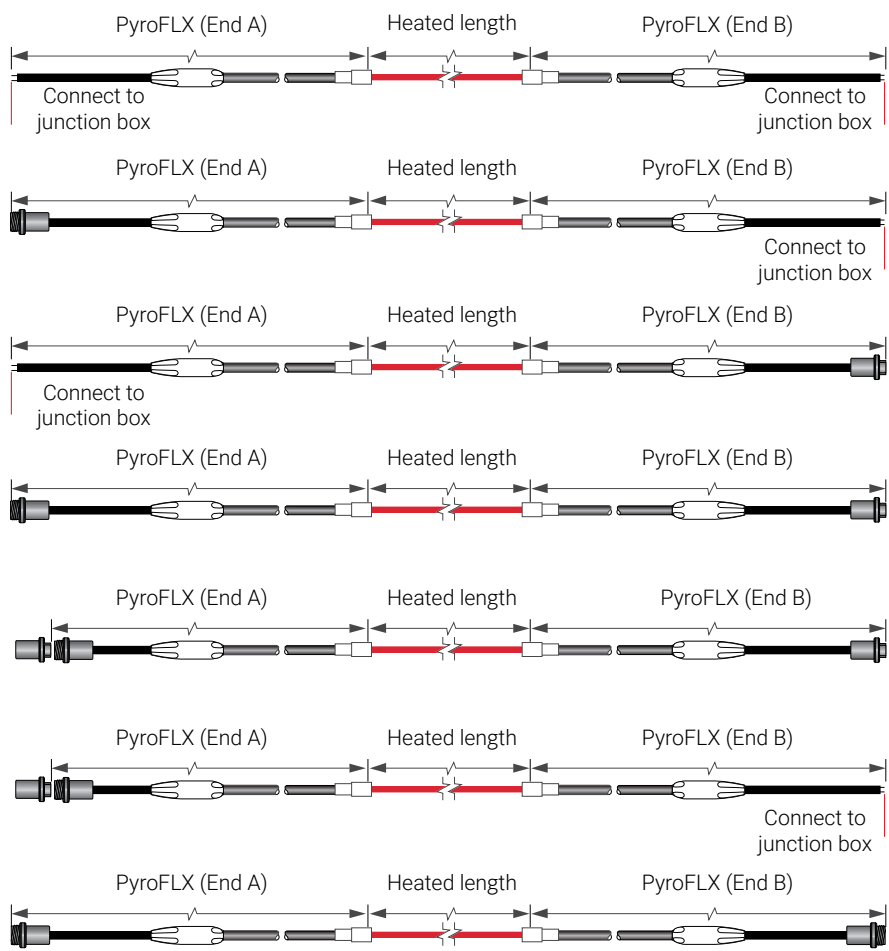 PyroFLX (End A) Heated length PyroFLX (End B)
Connect to Connect to
junction box junction box
PyroFLX (End A) Heated length PyroFLX (End B)
Connect to
junction box
PyroFLX (End A) Heated length PyroFLX (End B)
Connect to
junction box
PyroFLX (End A) Heated length PyroFLX (End B)
PyroFLX (End A) Heated length PyroFLX (End B)
PyroFLX (End A) Heated length PyroFLX (End B)
Connect to
junction box
PyroFLX (End A) Heated length PyroFLX (End B)